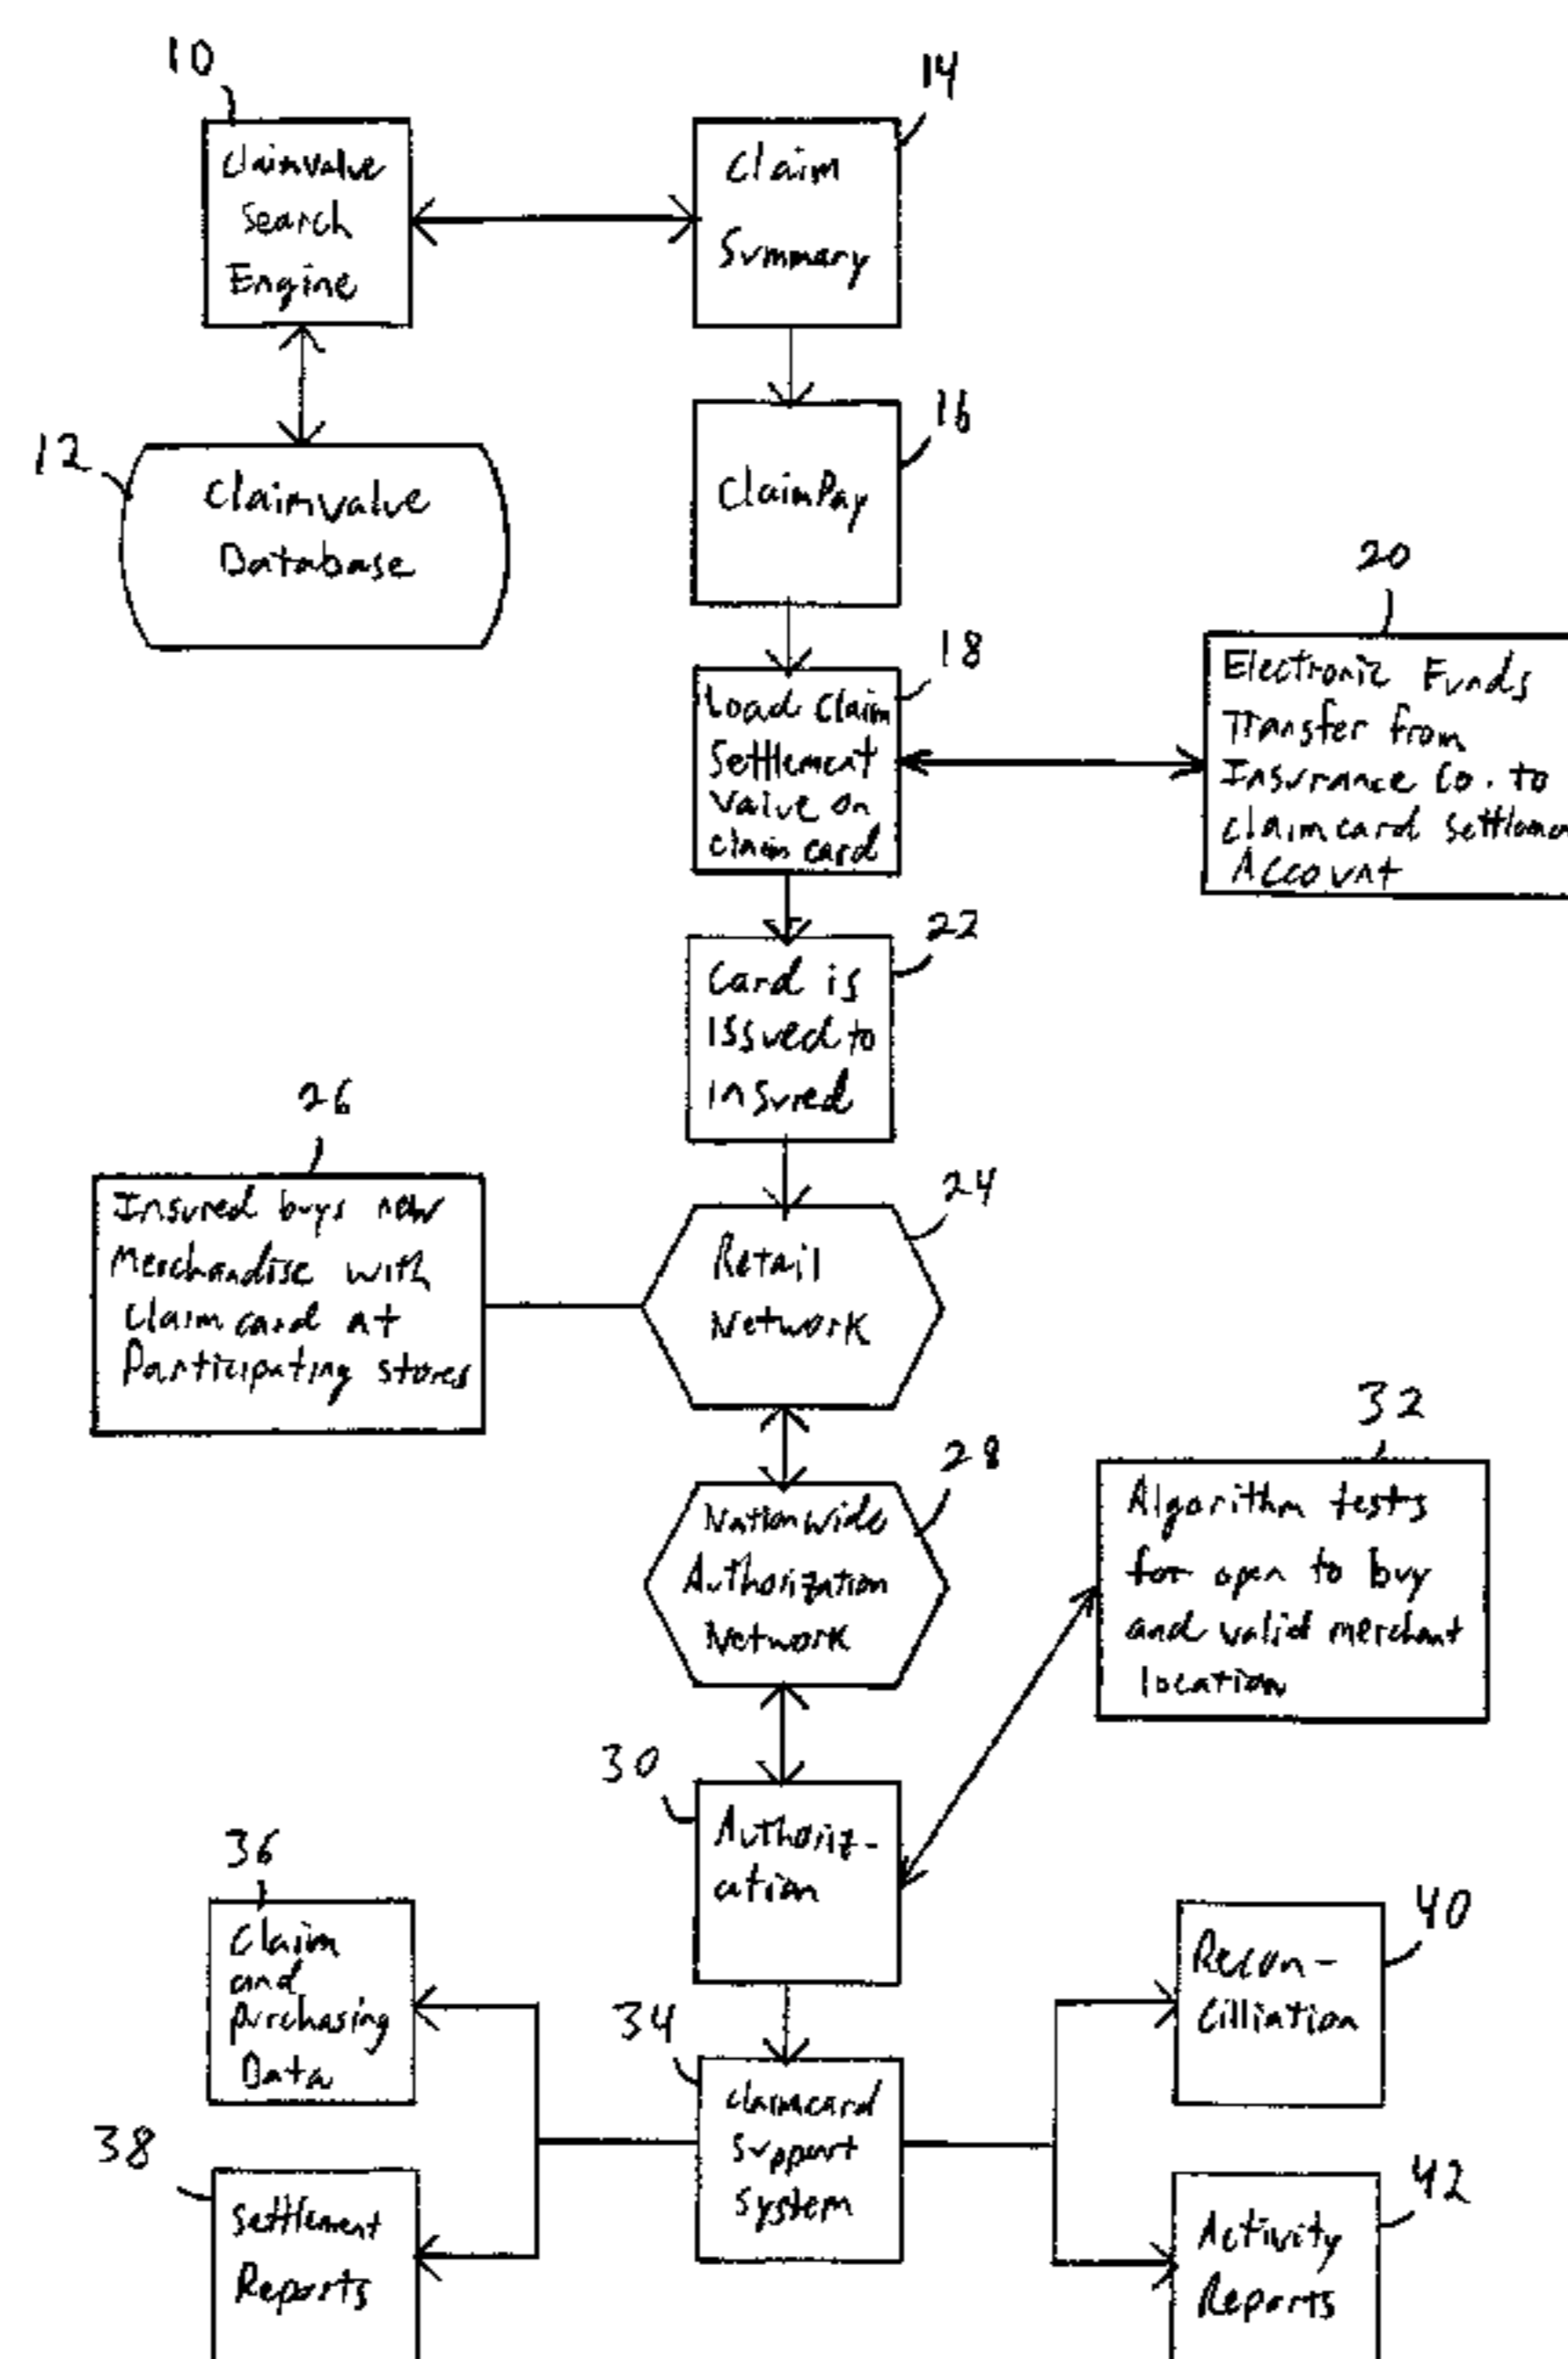 10
Claimvalue
Search
Engine
14
Claim
Summary
12
Claimvalue
Database
16
ClaimPay
18
Load Claim
Settlement
Value on
claim card
20
Electronic Funds
Transfer from
Insurance Co. to
claimcard
Account
22
Card is
issued to
insured
26
Insured buys new
Merchandise with
Claim card at
Participating stores
24
Retail
Network
28
Nationwide
Authorization
Network
32
Algorithm tests
for open to buy
and valid merchant
location
30
Authoriz-
ation
36
Claim
and
purchasing
Data
34
claimcard
support
system
40
Recon-
cilliation
38
Settlement
Reports
42
Activity
Reports